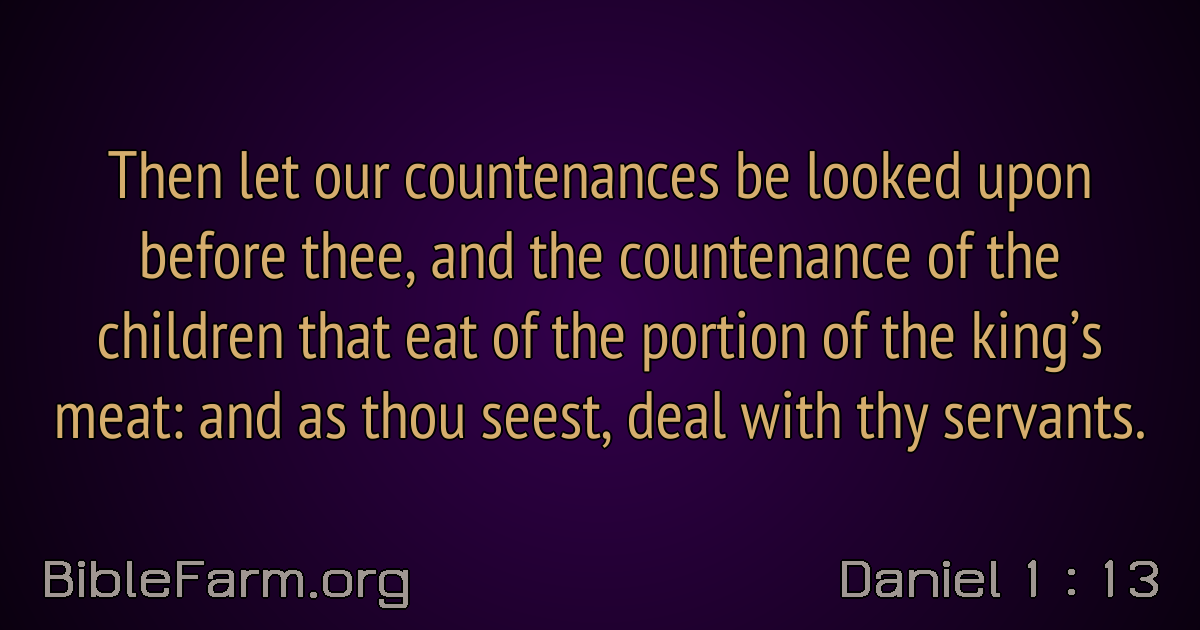 Then let our countenances be looked upon
before thee, and the countenance of the
children that eat of the portion of the king’s
meat: and as thou seest, deal with thy servants.
BibleFarm.org
Daniel 1 : 13